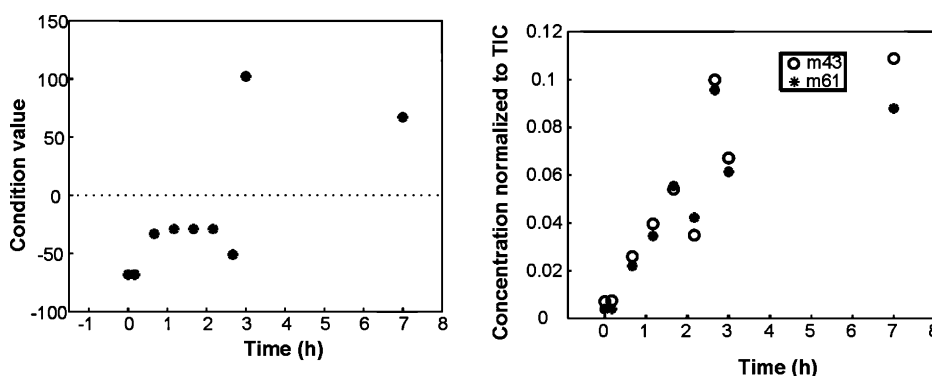 Condition value
150
100
50
0
-50
-100
-1 0 1 2 3 4 5 6 7 8
Time (h)
Concentration normalized to TIC
0.12
0.1
0.08
0.06
0.04
0.02
0
m43
m61
0 1 2 3 4 5 6 7 8
Time (h)